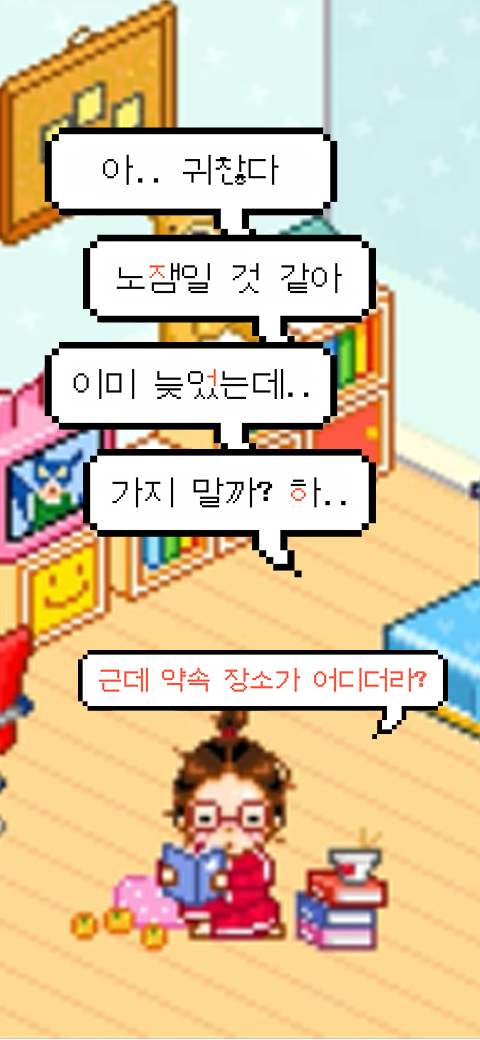 아.. 귀찮다
노잼일 것 같아
이미 늦었는데..
가지 말까? 하..
근데 약속 장소가 어디더라?